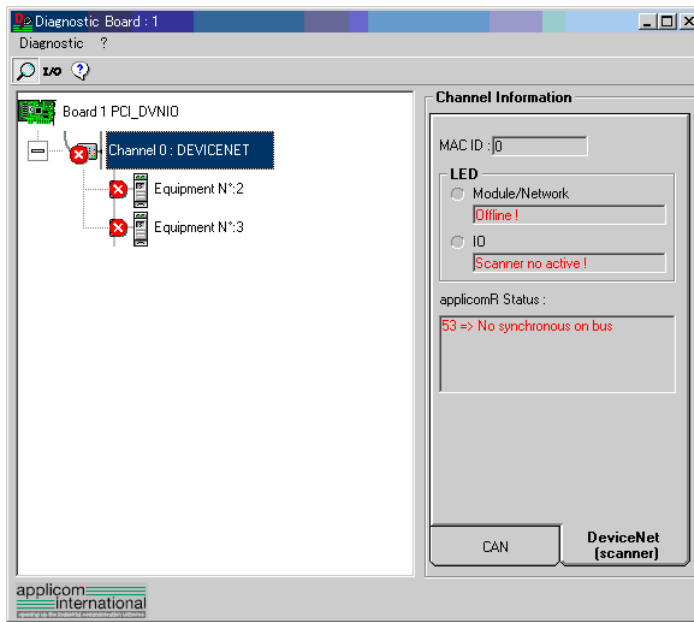 Diagnostic Board : 1
Diagnostic ?
I/O
Board 1 PCI_DVNIO
Channel 0 : DEVICENET
Equipment N°:2
Equipment N°:3
Channel Information
MAC ID : 0
LED
Module/Network
Offline !
IO
Scanner no active !
applicomR Status :
53 => No synchronous on bus
CAN
DeviceNet
(scanner)
applicom
international